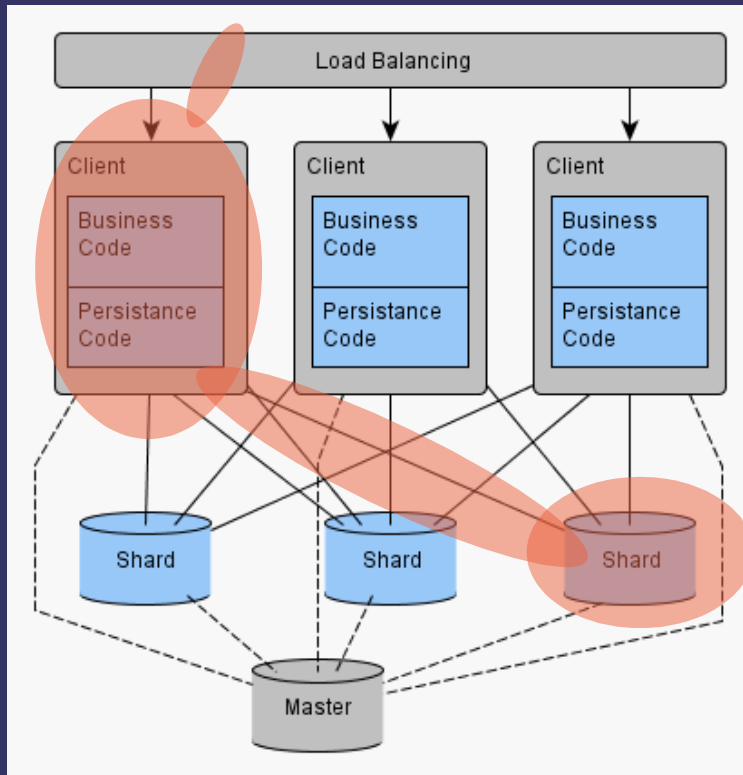 Load Balancing
Client
Business
Code
Persistance
Code
Client
Business
Code
Persistance
Code
Client
Business
Code
Persistance
Code
Shard
Shard
Shard
Master